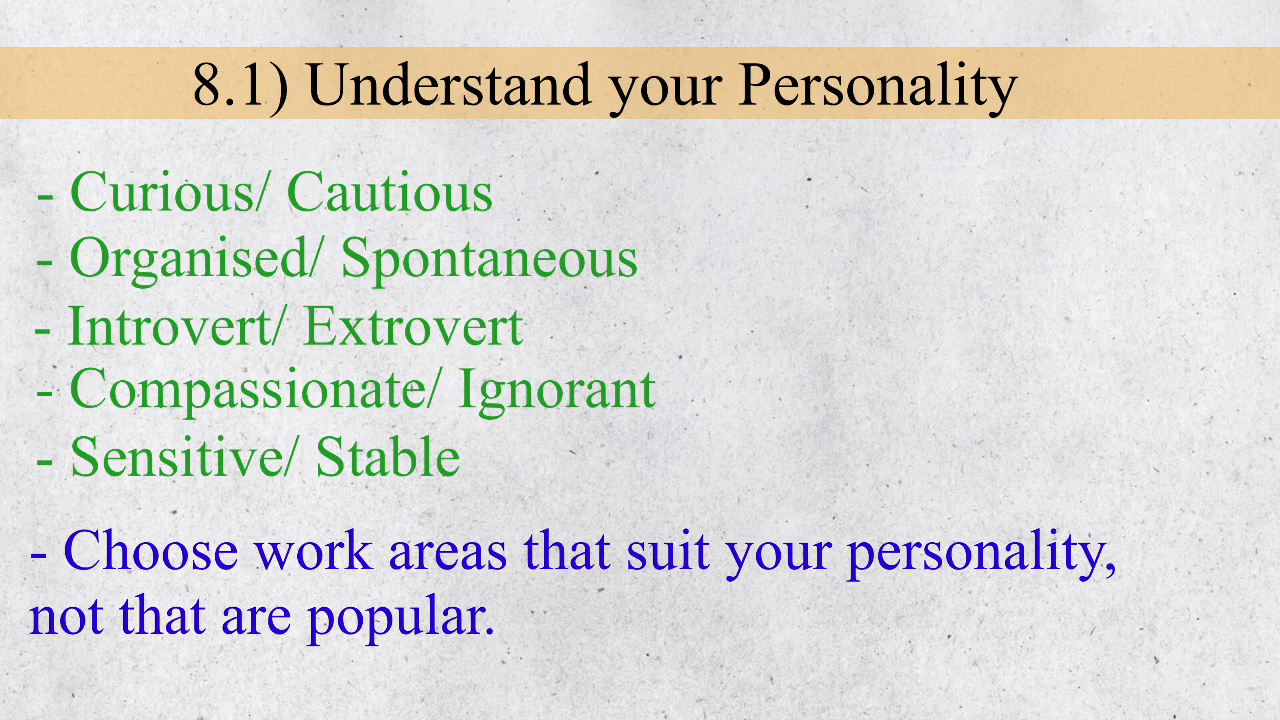 8.1) Understand your Personality
- Curious/ Cautious
- Organised/ Spontaneous
- Introvert/ Extrovert
- Compassionate/ Ignorant
- Sensitive/ Stable
- Choose work areas that suit your personality,
not that are popular.